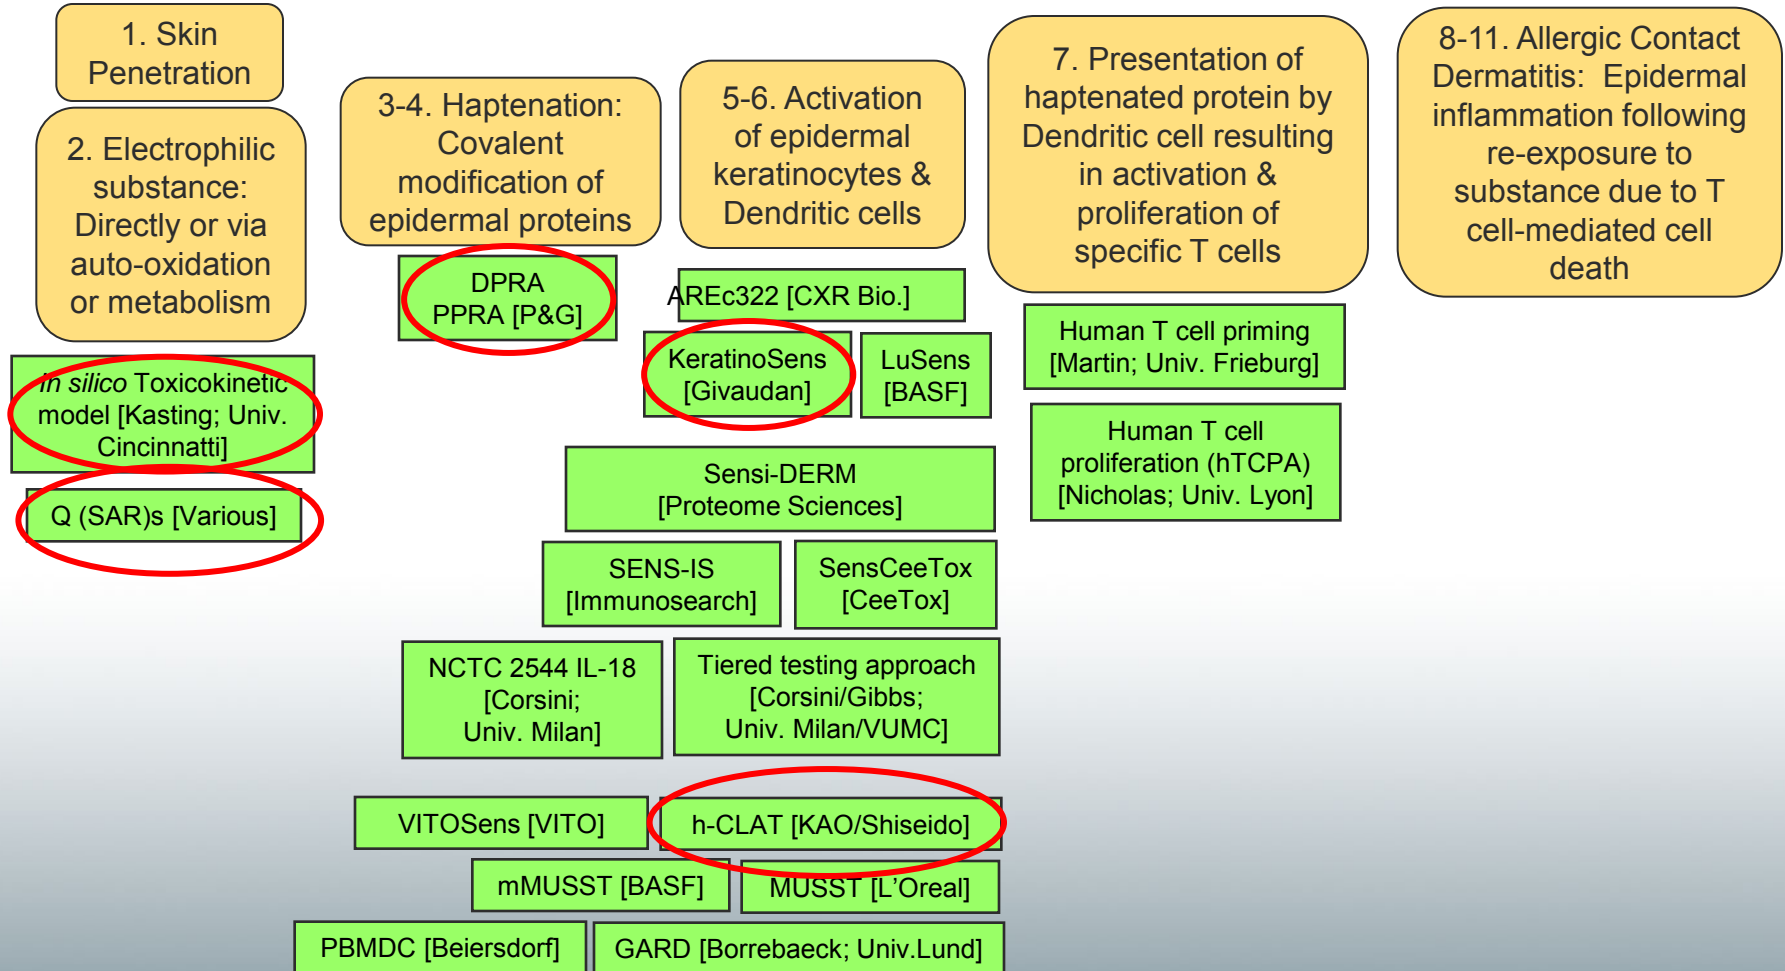 1. Skin
Penetration
2. Electrophilic
substance:
Directly or via
auto-oxidation
or metabolism
In silico Toxicokinetic
model [Kasting; Univ.
Cincinnatti]
Q (SAR)s [Various]
3-4. Haptenation:
Covalent
modification of
epidermal proteins
DPRA
PPRA [P&G]
5-6. Activation
of epidermal
keratinocytes &
Dendritic cells
AREc322 [CXR Bio.]
KeratinoSens
[Givaudan]
LuSens
[BASF]
Sensi-DERM
[Proteome Sciences]
SENS-IS
[Immunosearch]
SensCeeTox
[CeeTox]
NCTC 2544 IL-18
[Corsini;
Univ. Milan]
Tiered testing approach
[Corsini/Gibbs;
Univ. Milan/VUMC]
VITOSens [VITO]
h-CLAT [KAO/Shiseido]
mMUSST [BASF]
MUSST [L'Oreal]
PBMDC [Beiersdorf]
GARD [Borrebaeck; Univ.Lund]
7. Presentation of
haptenated protein by
Dendritic cell resulting
in activation &
proliferation of
specific T cells
Human T cell priming
[Martin; Univ. Frieburg]
Human T cell
proliferation (hTCPA)
[Nicholas; Univ. Lyon]
8-11. Allergic Contact
Dermatitis: Epidermal
inflammation following
re-exposure to
substance due to T
cell-mediated cell
death